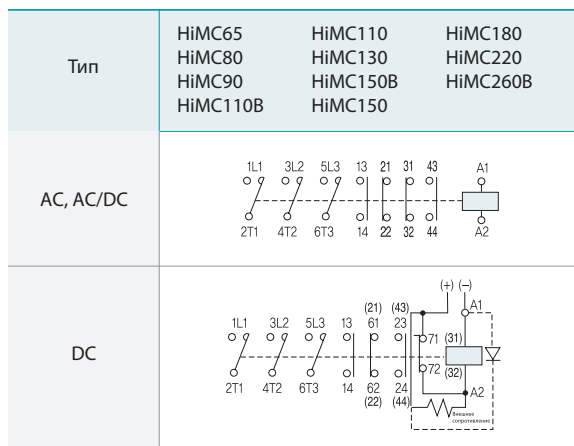 Тип
HiMC65 HiMC110 HiMC180
HiMC80 HiMC130 HiMC220
HiMC90 HiMC150B HiMC260B
HiMC110B HiMC150
AC, AC/DC
1L1 3L2 5L3 13 21 31 43 A1
2T1 4T2 6T3 14 22 32 44 A2
DC
(+) (–)
(21) (43) A1
1L1 3L2 5L3 13 61 23
71 (31)
72 (32)
2T1 4T2 6T3 14 62 24 A2
(22) (44)
Внешнее
сопротивление